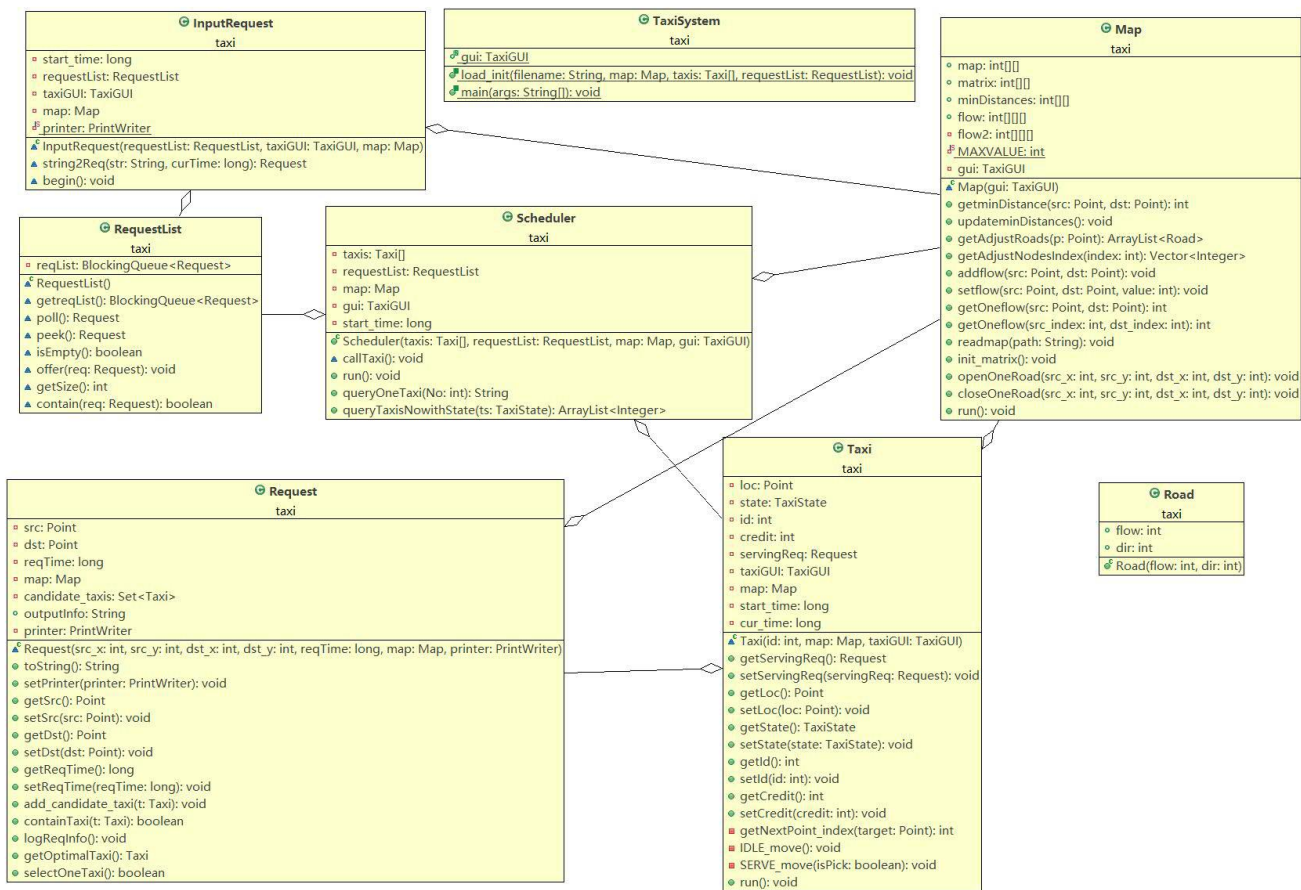 InputRequest
taxi
start_time: long
requestList: RequestList
taxiGUI: TaxiGUI
map: Map
printer: PrintWriter
InputRequest(requestList: RequestList, taxiGUI: TaxiGUI, map: Map)
string2Req(str: String, curTime: long): Request
begin(): void
TaxiSystem
taxi
gui: TaxiGUI
load_init(filename: String, map: Map, taxis: Taxi[], requestList: RequestList): void
main(args: String[]): void
Map
taxi
map: int[][]
matrix: int[][]
minDistances: int[][]
flow: int[][][]
flow2: int[][][]
MAXVALUE: int
gui: TaxiGUI
Map(gui: TaxiGUI)
getminDistance(src: Point, dst: Point): int
updateminDistances(): void
getAdjustRoads(p: Point): ArrayList<Road>
getAdjustNodesIndex(index: int): Vector<Integer>
addflow(src: Point, dst: Point): void
setflow(src: Point, dst: Point, value: int): void
getOneflow(src: Point, dst: Point): int
getOneflow(src_index: int, dst_index: int): int
readmap(path: String): void
init_matrix(): void
openOneRoad(src_x: int, src_y: int, dst_x: int, dst_y: int): void
closeOneRoad(src_x: int, src_y: int, dst_x: int, dst_y: int): void
run(): void
RequestList
taxi
reqList: BlockingQueue<Request>
RequestList()
getreqList(): BlockingQueue<Request>
poll(): Request
peek(): Request
isEmpty(): boolean
offer(req: Request): void
getSize(): int
contain(req: Request): boolean
Scheduler
taxi
taxis: Taxi[]
requestList: RequestList
map: Map
gui: TaxiGUI
start_time: long
Scheduler(taxis: Taxi[], requestList: RequestList, map: Map, gui: TaxiGUI)
callTaxi(): void
run(): void
queryOneTaxi(No: int): String
queryTaxisNowithState(ts: TaxiState): ArrayList<Integer>
Request
taxi
src: Point
dst: Point
reqTime: long
map: Map
candidate_taxis: Set<Taxi>
outputInfo: String
printer: PrintWriter
Request(src_x: int, src_y: int, dst_x: int, dst_y: int, reqTime: long, map: Map, printer: PrintWriter)
toString(): String
setPrinter(printer: PrintWriter): void
getSrc(): Point
setSrc(src: Point): void
getDst(): Point
setDst(dst: Point): void
getReqTime(): long
setReqTime(reqTime: long): void
add_candidate_taxi(t: Taxi): void
containTaxi(t: Taxi): boolean
logReqInfo(): void
getOptimalTaxi(): Taxi
selectOneTaxi(): boolean
Taxi
taxi
loc: Point
state: TaxiState
id: int
credit: int
servingReq: Request
taxiGUI: TaxiGUI
map: Map
start_time: long
cur_time: long
Taxi(id: int, map: Map, taxiGUI: TaxiGUI)
getServingReq(): Request
setServingReq(servingReq: Request): void
getLoc(): Point
setLoc(loc: Point): void
getState(): TaxiState
setState(state: TaxiState): void
getId(): int
setId(id: int): void
getCredit(): int
setCredit(credit: int): void
getNextPoint_index(target: Point): int
IDLE_move(): void
SERVE_move(isPick: boolean): void
run(): void
Road
taxi
flow: int
dir: int
Road(flow: int, dir: int)